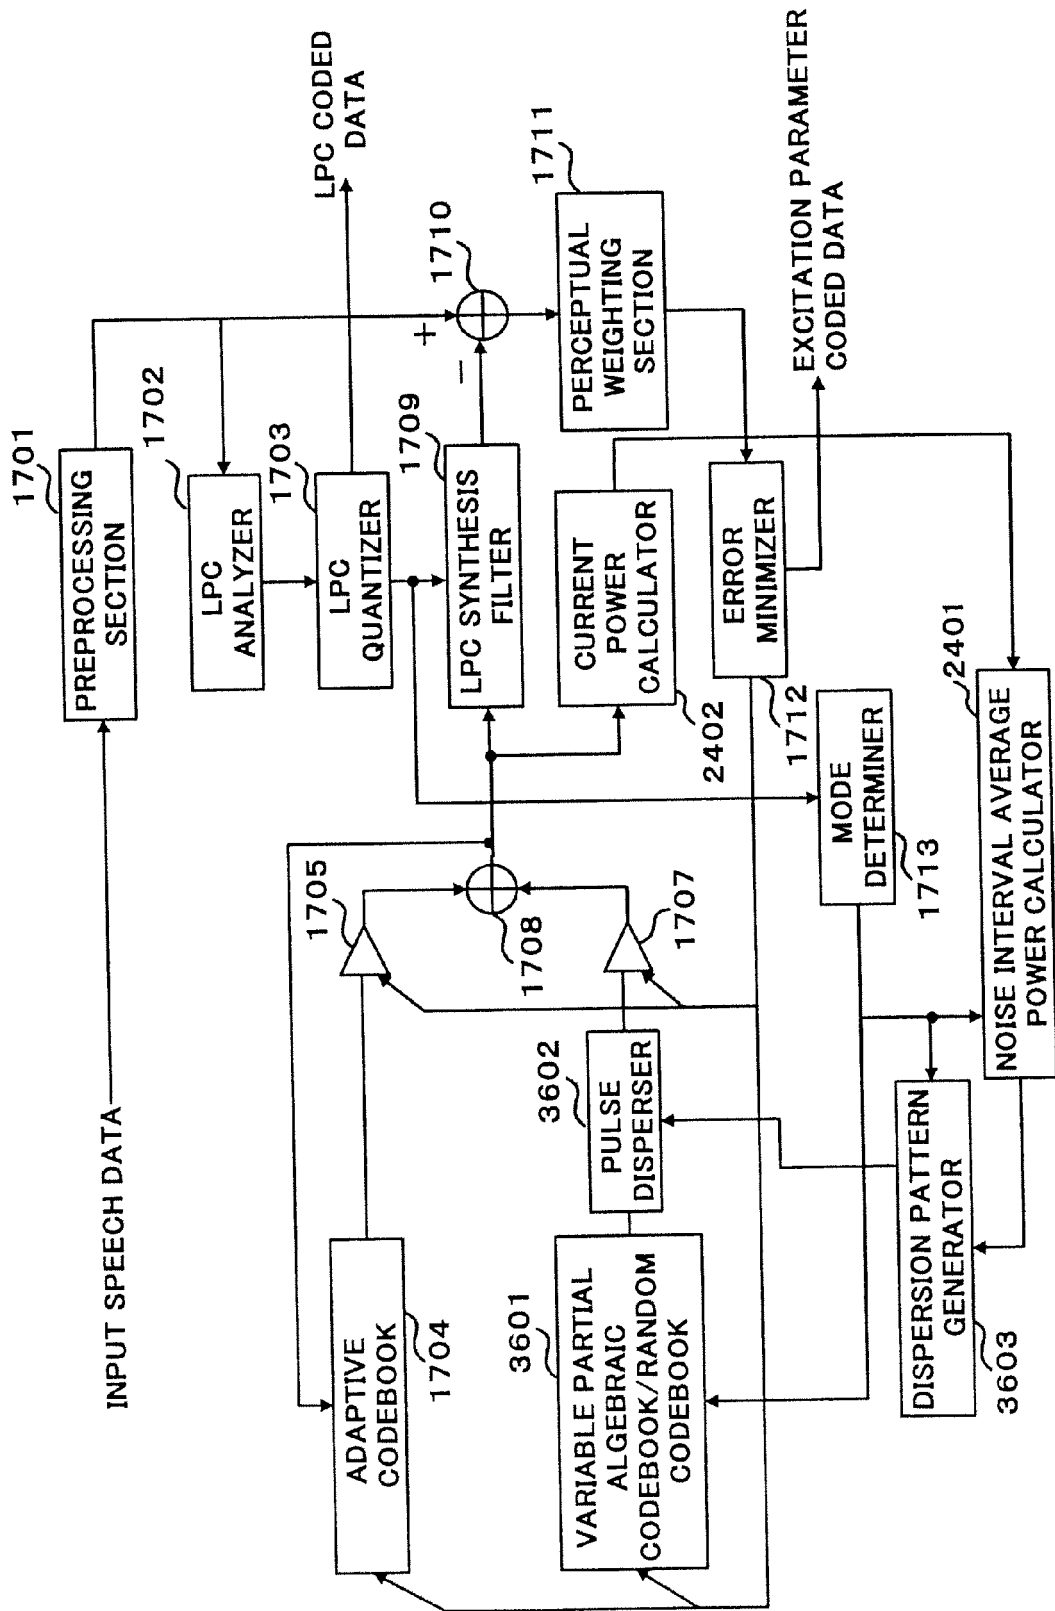 INPUT SPEECH DATA
1701
PREPROCESSING
SECTION
1702
LPC
ANALYZER
1703
LPC
QUANTIZER
LPC CODED
DATA
1704
ADAPTIVE
CODEBOOK
1705
1708
1709
LPC SYNTHESIS
FILTER
+
−
1710
3601
VARIABLE PARTIAL
ALGEBRAIC
CODEBOOK/RANDOM
CODEBOOK
3602
PULSE
DISPERSER
1707
2402
CURRENT
POWER
CALCULATOR
1711
PERCEPTUAL
WEIGHTING
SECTION
1712
ERROR
MINIMIZER
EXCITATION PARAMETER
CODED DATA
1713
MODE
DETERMINER
3603
DISPERSION PATTERN
GENERATOR
2401
NOISE INTERVAL AVERAGE
POWER CALCULATOR